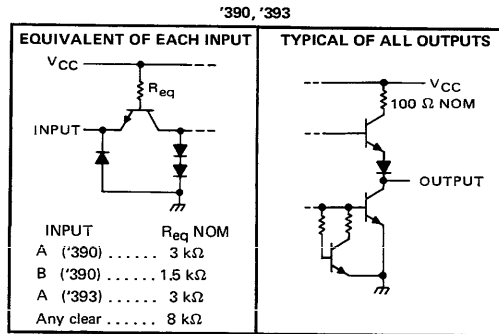 '390, '393
EQUIVALENT OF EACH INPUT
VCC
Req
INPUT
INPUT Req NOM
A ('390) ...... 3 kΩ
B ('390) ...... 1.5 kΩ
A ('393) ...... 3 kΩ
Any clear ...... 8 kΩ
TYPICAL OF ALL OUTPUTS
VCC
100 Ω NOM
OUTPUT